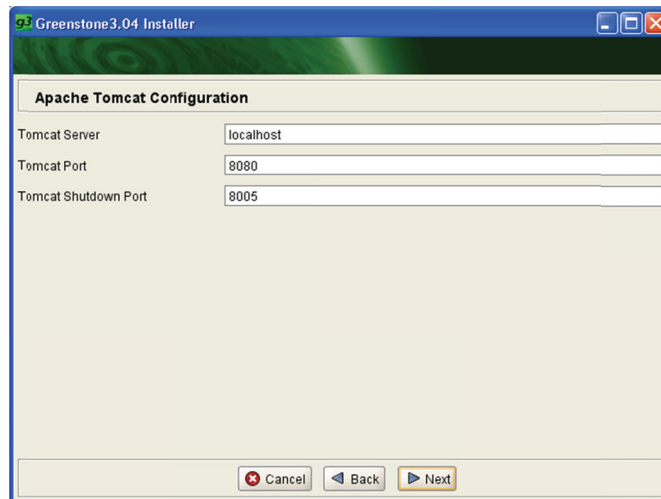 g3 Greenstone3.04 Installer
Apache Tomcat Configuration
Tomcat Server localhost
Tomcat Port 8080
Tomcat Shutdown Port 8005
Cancel Back Next